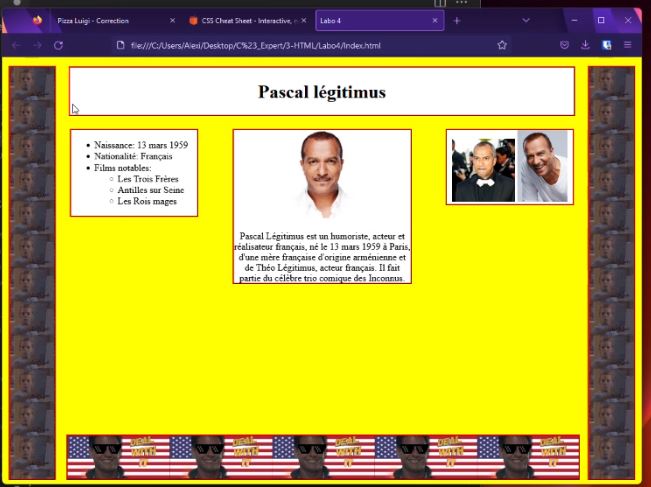 Pizza Luigi - Correction
CSS Cheat Sheet - Interactive, n
Labo 4
file:///C:/Users/Alexi/Desktop/C%23_Expert/3-HTML/Labo4/Index.html
Pascal légitimus
Naissance: 13 mars 1959
Nationalité: Français
Films notables:
Les Trois Frères
Antilles sur Seine
Les Rois mages
Pascal Légitimus est un humoriste, acteur et
réalisateur français, né le 13 mars 1959 à Paris,
d'une mère française d'origine arménienne et
de Théo Légitimus, acteur français. Il fait
partie du célèbre trio comique des Inconnus.
DEAL WITH IT DEAL WITH IT DEAL WITH IT DEAL WITH IT DEAL WITH IT